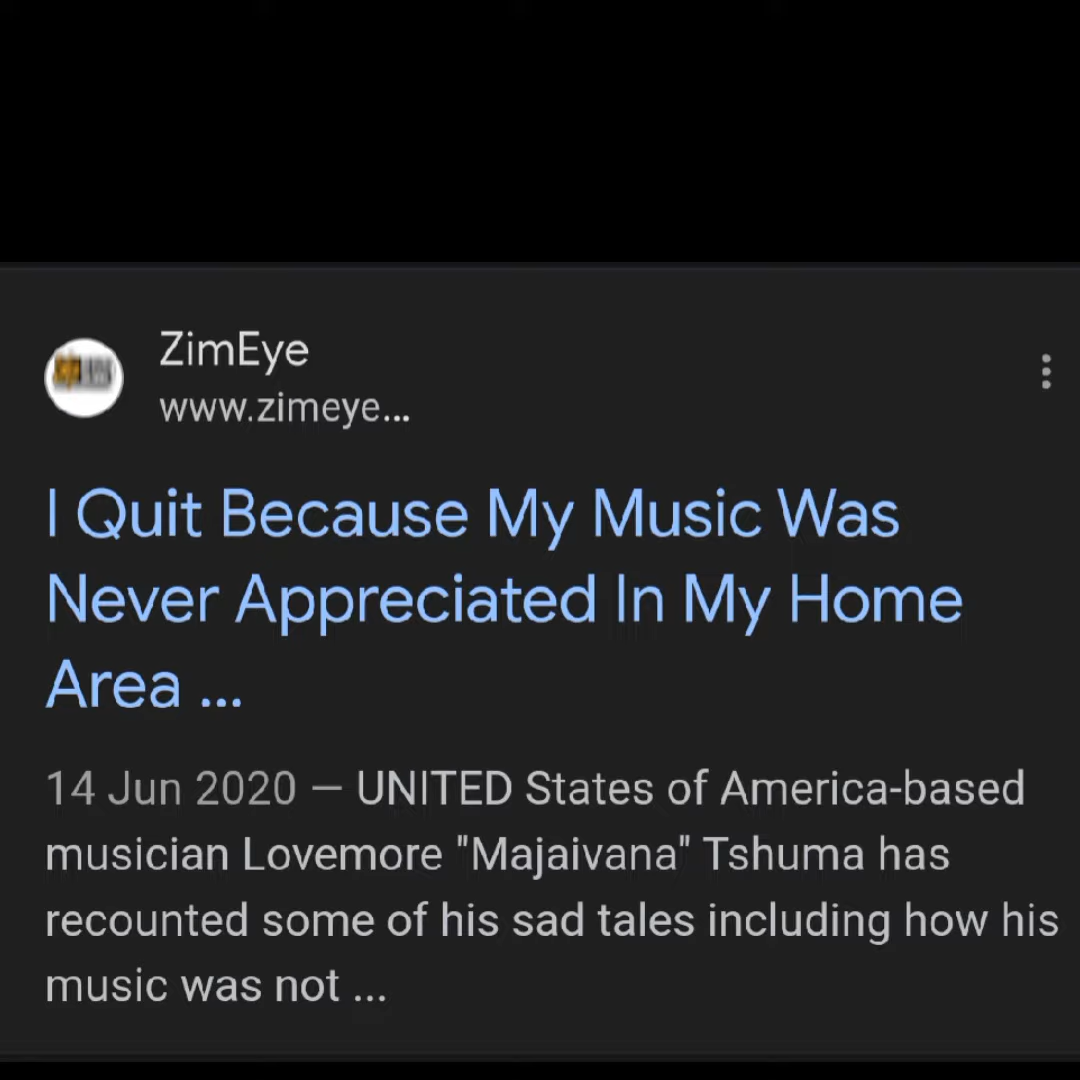 ZimEye
www.zimeye...
I Quit Because My Music Was
Never Appreciated In My Home
Area ...
14 Jun 2020 — UNITED States of America-based
musician Lovemore "Majaivana" Tshuma has
recounted some of his sad tales including how his
music was not ...